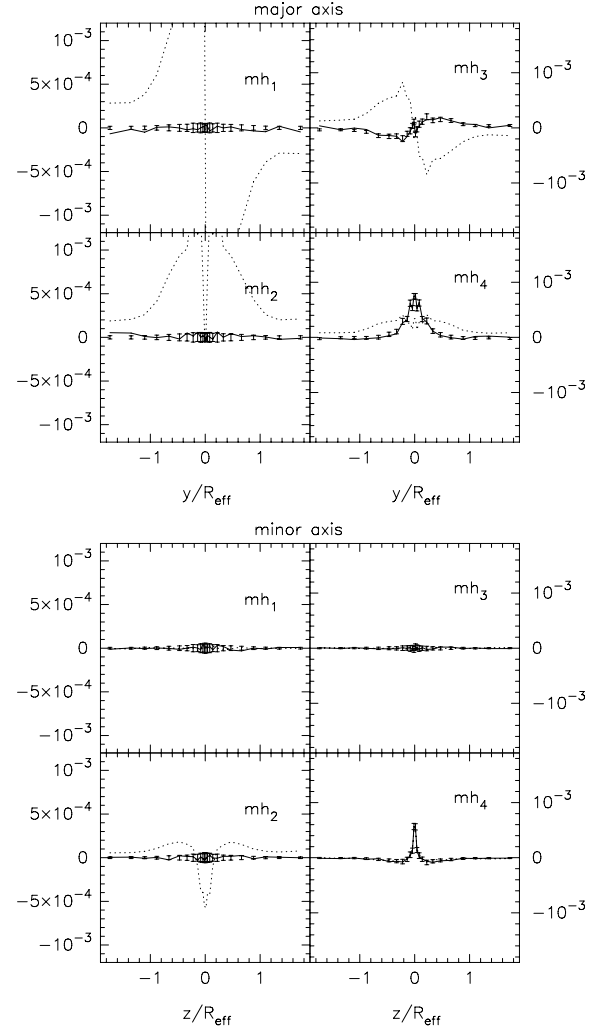 major axis
10⁻³
5×10⁻⁴
0
−5×10⁻⁴
−10⁻³
mh₁
mh₃
10⁻³
0
−10⁻³
10⁻³
5×10⁻⁴
0
−5×10⁻⁴
−10⁻³
mh₂
mh₄
10⁻³
0
−10⁻³
−1 0 1 −1 0 1
y/R_eff y/R_eff
minor axis
10⁻³
5×10⁻⁴
0
−5×10⁻⁴
−10⁻³
mh₁
mh₃
10⁻³
0
−10⁻³
10⁻³
5×10⁻⁴
0
−5×10⁻⁴
−10⁻³
mh₂
mh₄
10⁻³
0
−10⁻³
−1 0 1 −1 0 1
z/R_eff z/R_eff